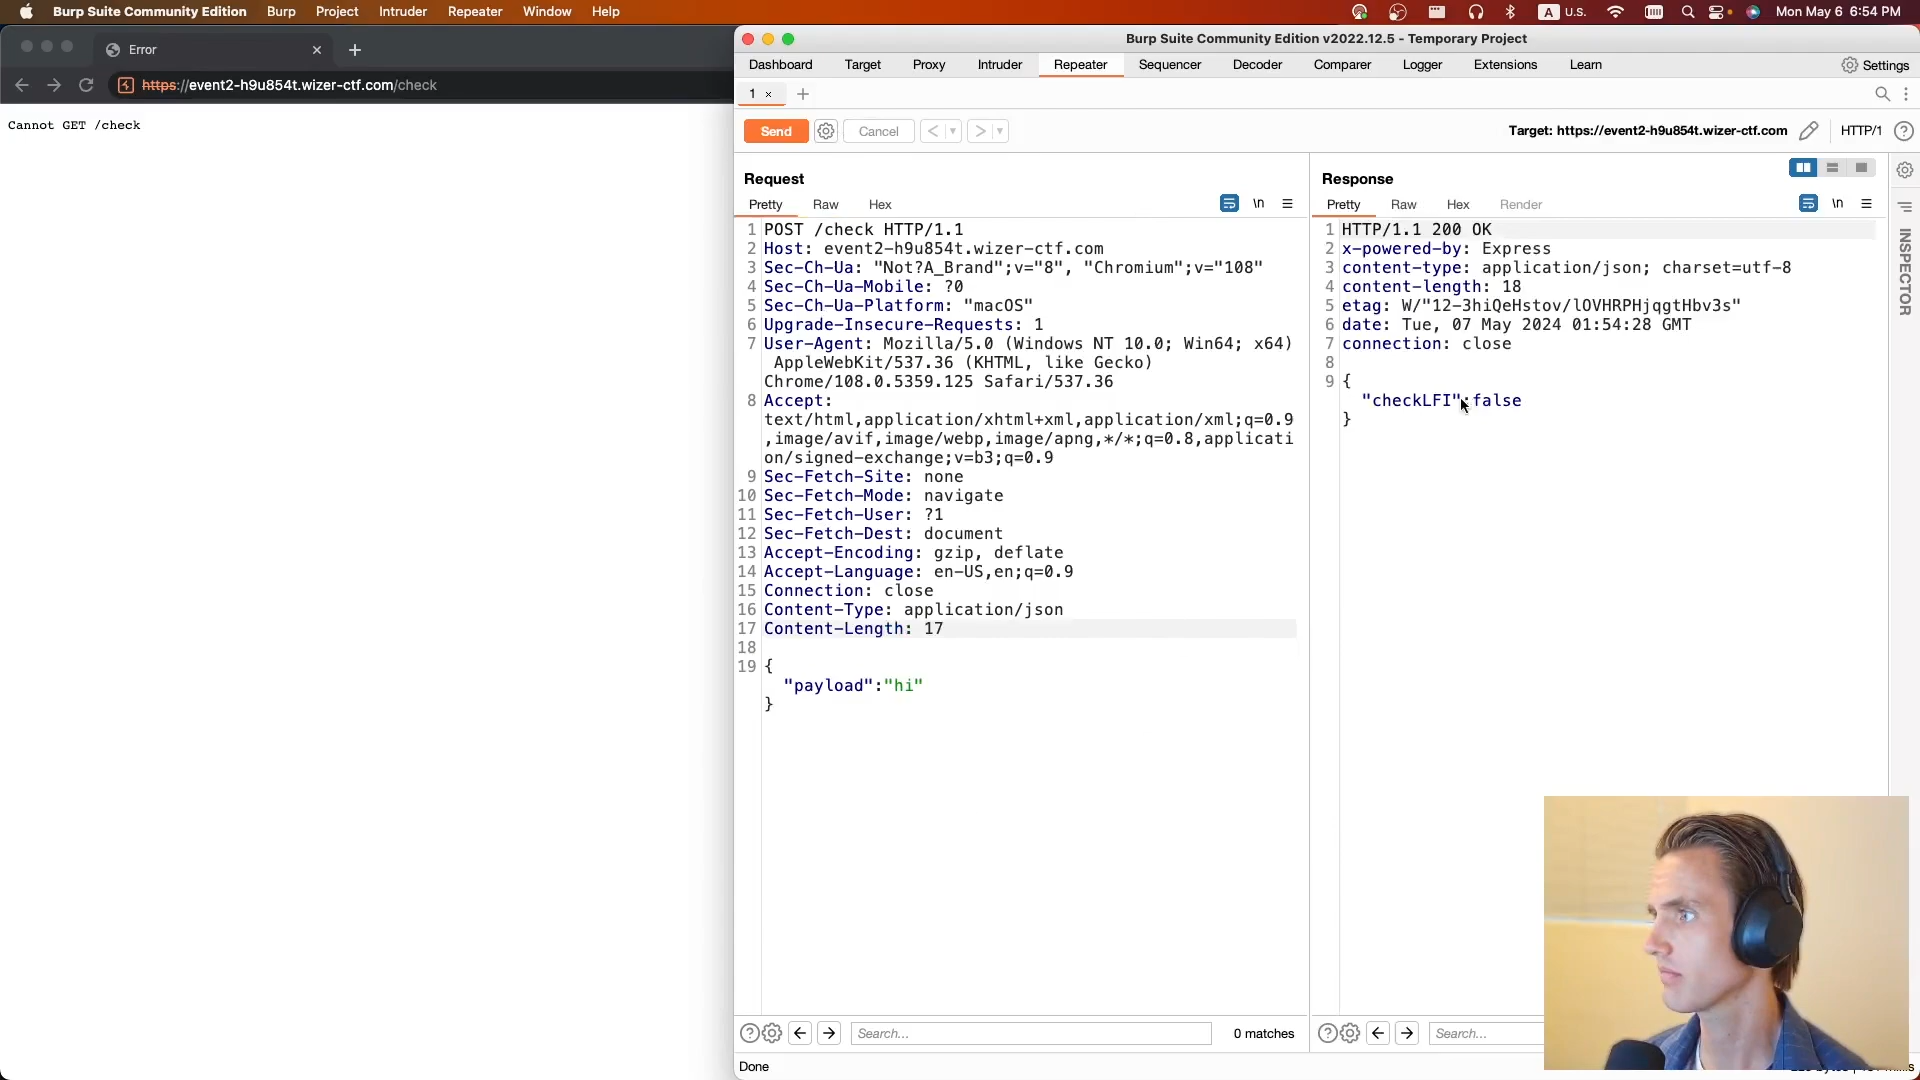 Burp Suite Community Edition Burp Project Intruder Repeater Window Help
A U.S. Mon May 6 6:54 PM
Error
https://event2-h9u854t.wizer-ctf.com/check
Cannot GET /check
Burp Suite Community Edition v2022.12.5 - Temporary Project
Dashboard Target Proxy Intruder Repeater Sequencer Decoder Comparer Logger Extensions Learn Settings
1 × +
Send Cancel < > Target: https://event2-h9u854t.wizer-ctf.com HTTP/1 ?
Request
Pretty Raw Hex \n
1 POST /check HTTP/1.1
2 Host: event2-h9u854t.wizer-ctf.com
3 Sec-Ch-Ua: "Not?A_Brand";v="8", "Chromium";v="108"
4 Sec-Ch-Ua-Mobile: ?0
5 Sec-Ch-Ua-Platform: "macOS"
6 Upgrade-Insecure-Requests: 1
7 User-Agent: Mozilla/5.0 (Windows NT 10.0; Win64; x64)
AppleWebKit/537.36 (KHTML, like Gecko)
Chrome/108.0.5359.125 Safari/537.36
8 Accept:
text/html,application/xhtml+xml,application/xml;q=0.9
,image/avif,image/webp,image/apng,*/*;q=0.8,applicati
on/signed-exchange;v=b3;q=0.9
9 Sec-Fetch-Site: none
10 Sec-Fetch-Mode: navigate
11 Sec-Fetch-User: ?1
12 Sec-Fetch-Dest: document
13 Accept-Encoding: gzip, deflate
14 Accept-Language: en-US,en;q=0.9
15 Connection: close
16 Content-Type: application/json
17 Content-Length: 17
18
19 {
"payload":"hi"
}
Search... 0 matches
Done
Response
Pretty Raw Hex Render \n
1 HTTP/1.1 200 OK
2 x-powered-by: Express
3 content-type: application/json; charset=utf-8
4 content-length: 18
5 etag: W/"12-3hiQeHstov/lOVHRPHjqgtHbv3s"
6 date: Tue, 07 May 2024 01:54:28 GMT
7 connection: close
8
9 {
"checkLFI":false
}
Search...
INSPECTOR